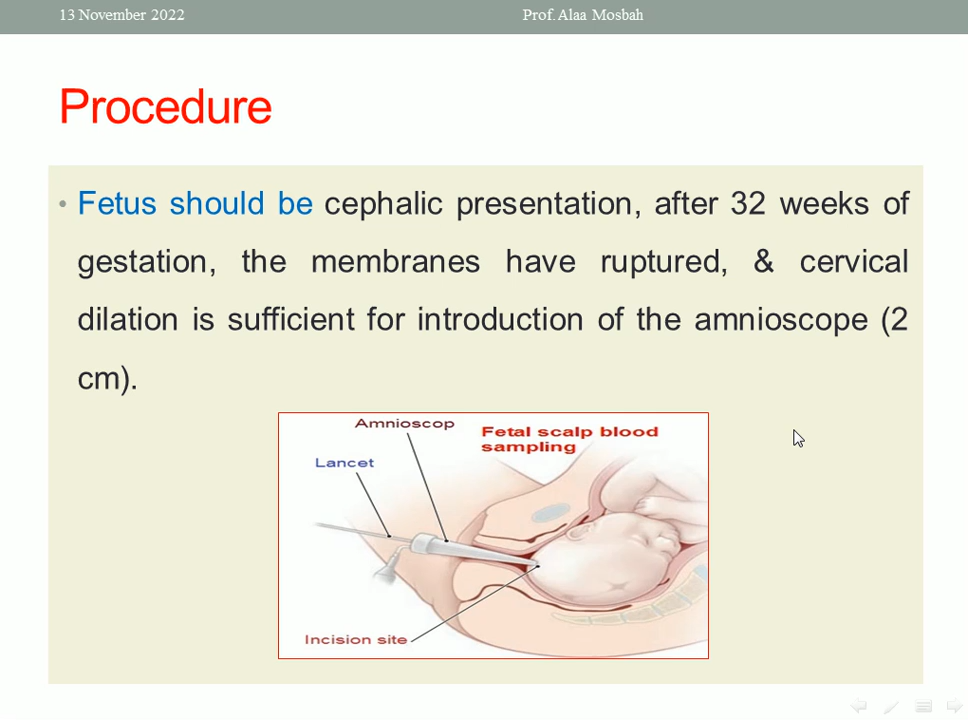 13 November 2022 Prof. Alaa Mosbah
Procedure
• Fetus should be cephalic presentation, after 32 weeks of
gestation, the membranes have ruptured, & cervical
dilation is sufficient for introduction of the amnioscope (2
cm).
Amnioscop
Fetal scalp blood
sampling
Lancet
Incision site